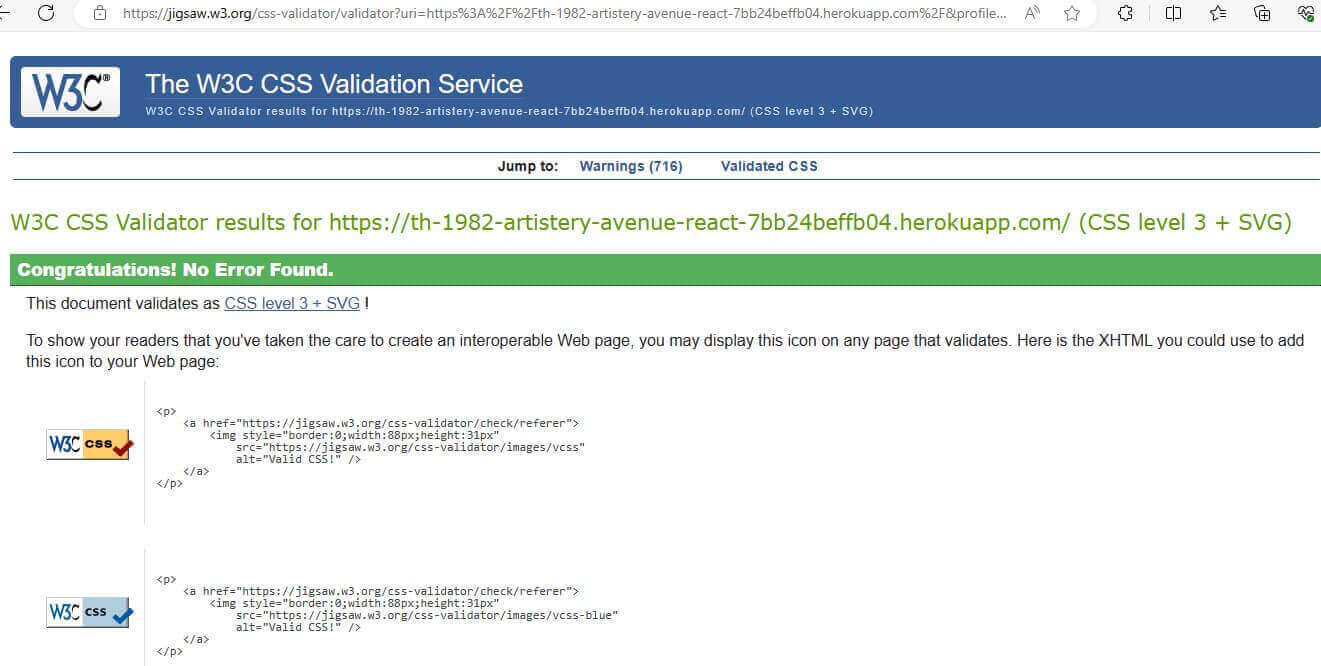 https://jigsaw.w3.org/css-validator/validator?uri=https%3A%2F%2Fth-1982-artistery-avenue-react-7bb24beffb04.herokuapp.com%2F&profile...
W3C®
The W3C CSS Validation Service
W3C CSS Validator results for https://th-1982-artistery-avenue-react-7bb24beffb04.herokuapp.com/ (CSS level 3 + SVG)
Jump to: Warnings (716) Validated CSS
W3C CSS Validator results for https://th-1982-artistery-avenue-react-7bb24beffb04.herokuapp.com/ (CSS level 3 + SVG)
Congratulations! No Error Found.
This document validates as CSS level 3 + SVG !
To show your readers that you've taken the care to create an interoperable Web page, you may display this icon on any page that validates. Here is the XHTML you could use to add
this icon to your Web page:
W3C css
<p>
<a href="https://jigsaw.w3.org/css-validator/check/referer">
<img style="border:0;width:88px;height:31px"
src="https://jigsaw.w3.org/css-validator/images/vcss"
alt="Valid CSS!" />
</a>
</p>
W3C css
<p>
<a href="https://jigsaw.w3.org/css-validator/check/referer">
<img style="border:0;width:88px;height:31px"
src="https://jigsaw.w3.org/css-validator/images/vcss-blue"
alt="Valid CSS!" />
</a>
</p>